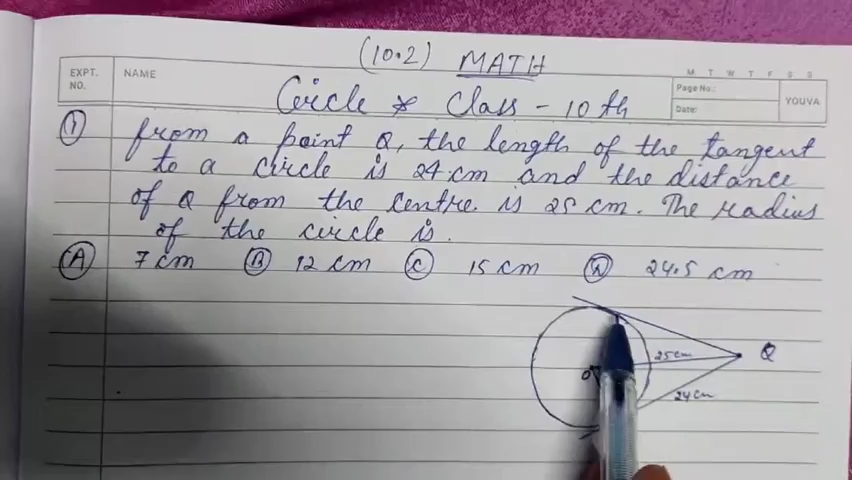 (10.2) MATH
EXPT. NO.
NAME
M T W T F S S
Page No.:
Date:
YOUVA
Circle * Class - 10th
(1) from a point Q, the length of the tangent
to a circle is 24 cm and the distance
of Q from the centre is 25 cm. The radius
of the circle is.
(A) 7 cm (B) 12 cm (C) 15 cm (D) 24.5 cm
25cm
Q
O
24cm